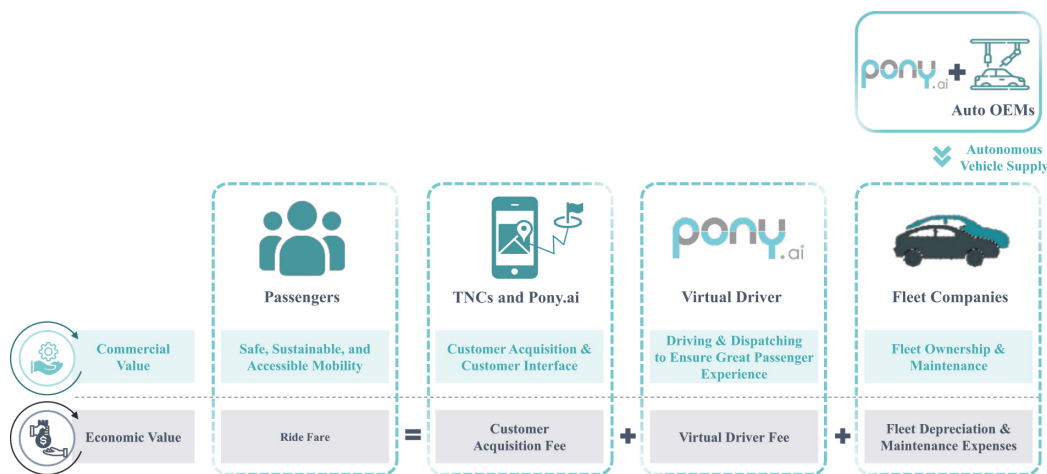 pony.ai +
Auto OEMs
Autonomous
Vehicle Supply
pony.ai
Passengers
TNCs and Pony.ai
Virtual Driver
Fleet Companies
Commercial
Value
Safe, Sustainable, and
Accessible Mobility
Customer Acquisition &
Customer Interface
Driving & Dispatching
to Ensure Great Passenger
Experience
Fleet Ownership &
Maintenance
Economic Value
Ride Fare
=
Customer
Acquisition Fee
+
Virtual Driver Fee
+
Fleet Depreciation &
Maintenance Expenses